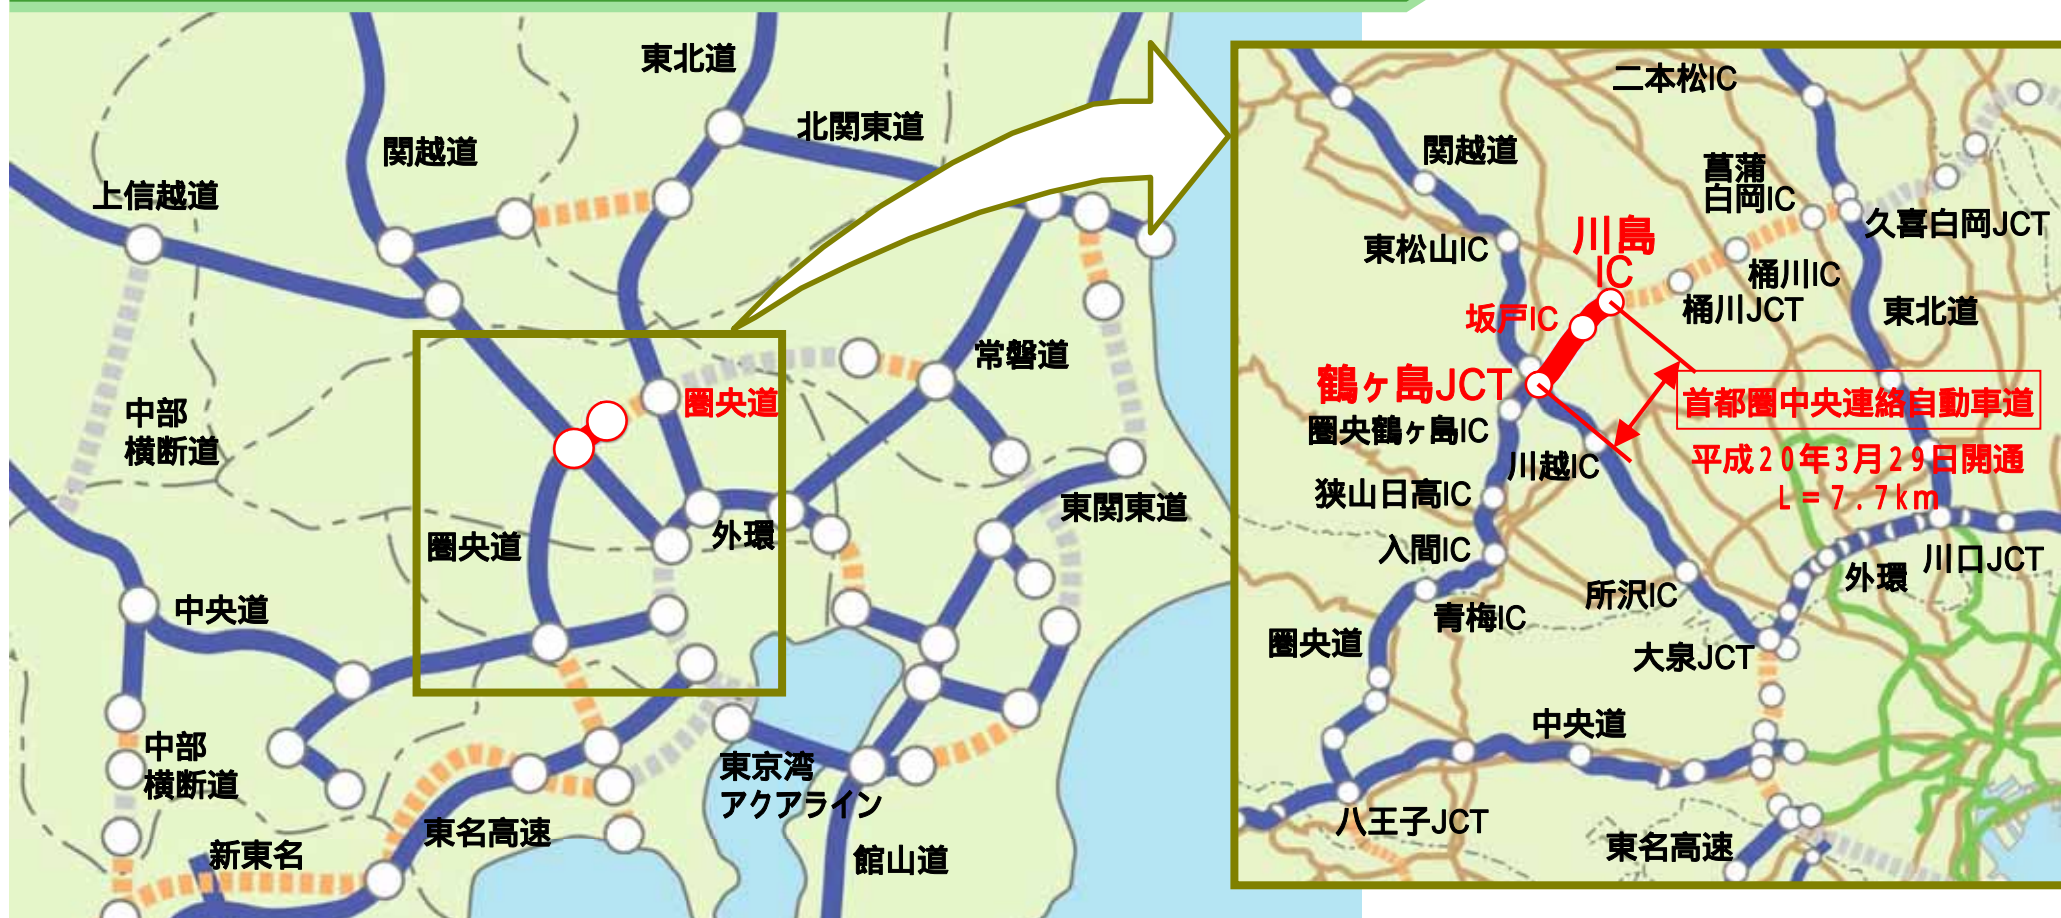 東北道
北関東道
関越道
上信越道
常磐道
圏央道
中部
横断道
圏央道
外環
東関東道
中央道
中部
横断道
東京湾
アクアライン
新東名
東名高速
館山道
二本松IC
関越道
菖蒲
白岡IC
久喜白岡JCT
東松山IC
川島
IC
桶川IC
桶川JCT
東北道
坂戸IC
鶴ヶ島JCT
首都圏中央連絡自動車道
圏央鶴ヶ島IC
川越IC
平成20年3月29日開通
L=7.7km
狭山日高IC
入間IC
川口JCT
外環
所沢IC
青梅IC
圏央道
大泉JCT
中央道
八王子JCT
東名高速